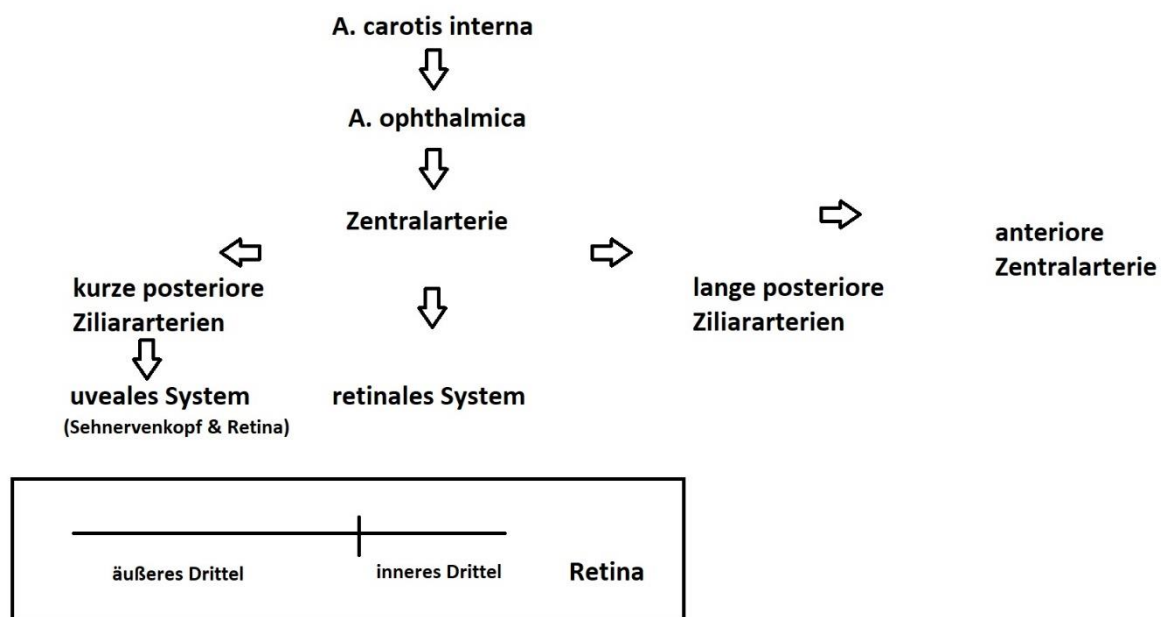 A. carotis interna
A. ophthalmica
Zentralarterie
anteriore
Zentralarterie
kurze posteriore
Ziliararterien
lange posteriore
Ziliararterien
uveales System
(Sehnervenkopf & Retina)
retinales System
äußeres Drittel
inneres Drittel
Retina